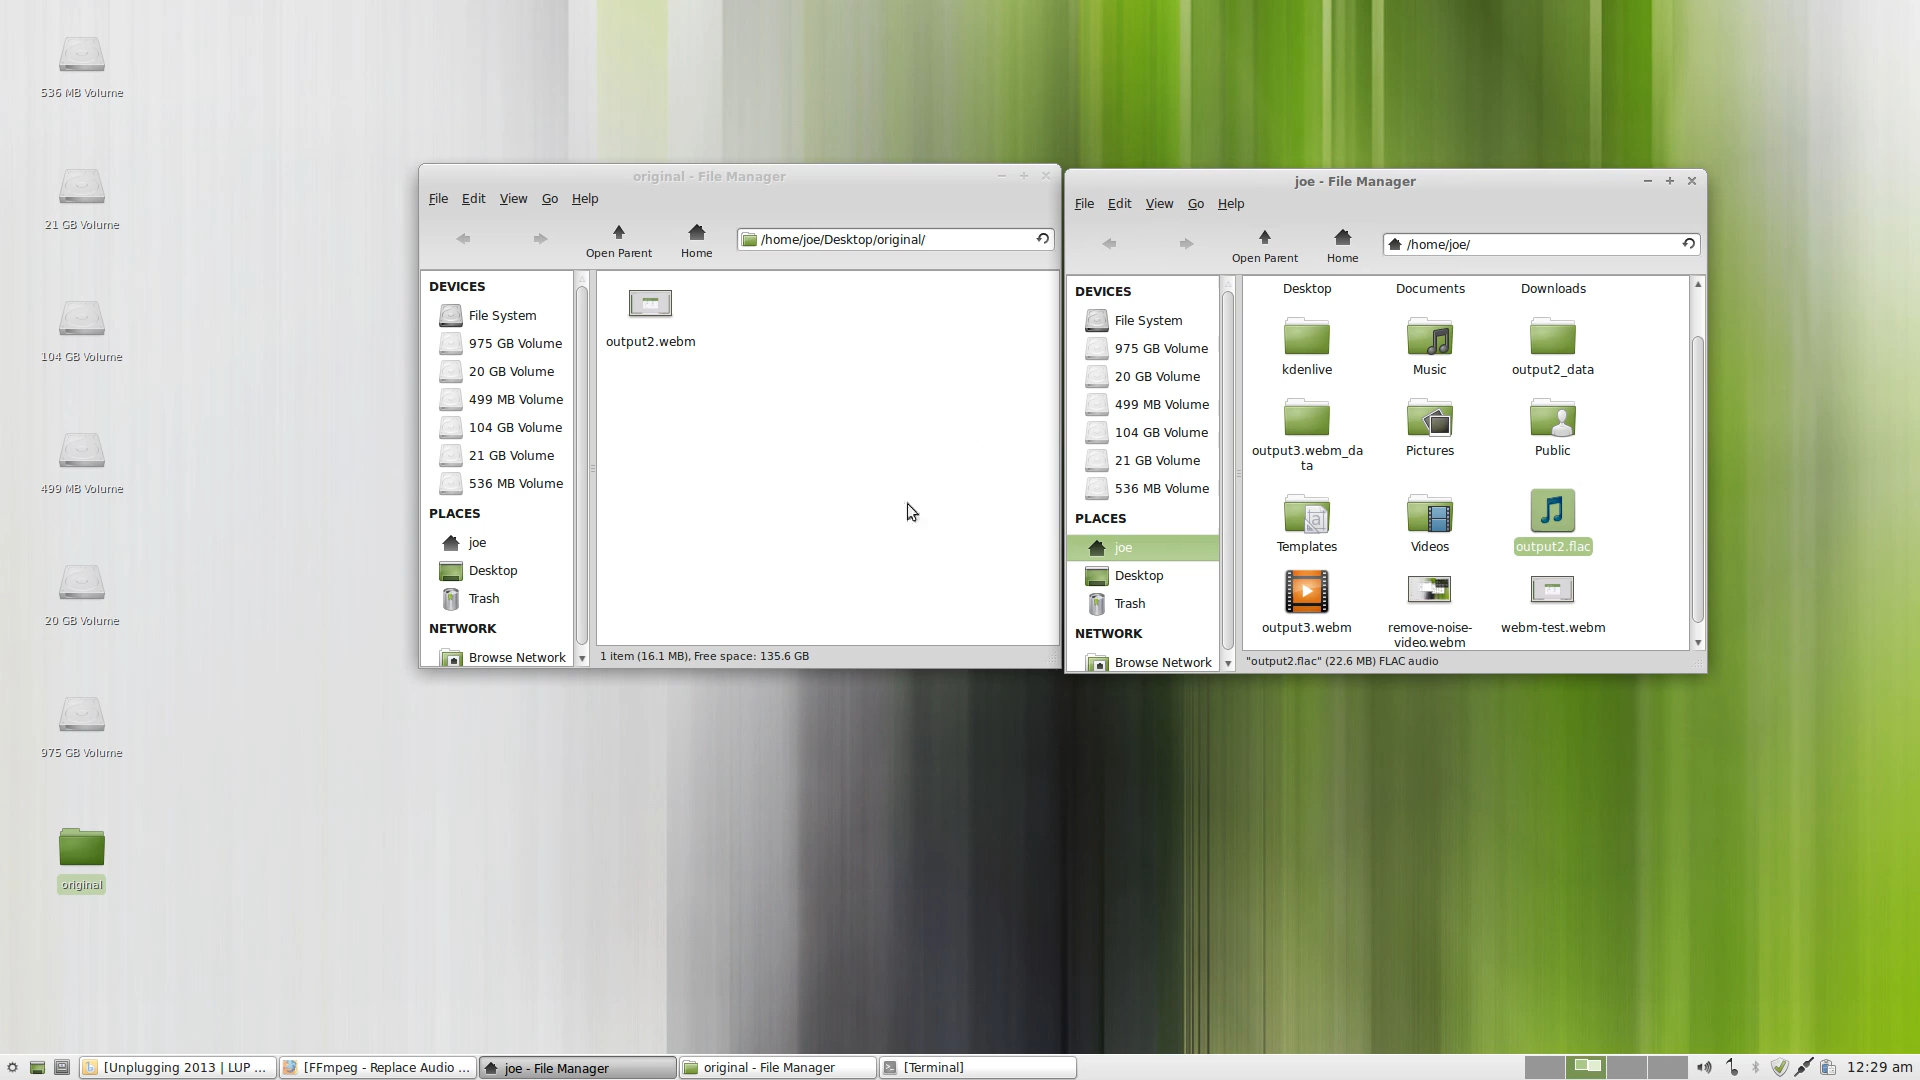 536 MB Volume
21 GB Volume
104 GB Volume
499 MB Volume
20 GB Volume
975 GB Volume
original
original - File Manager
File Edit View Go Help
Open Parent
Home
/home/joe/Desktop/original/
DEVICES
File System
975 GB Volume
20 GB Volume
499 MB Volume
104 GB Volume
21 GB Volume
536 MB Volume
PLACES
joe
Desktop
Trash
NETWORK
Browse Network
output2.webm
1 item (16.1 MB), Free space: 135.6 GB
joe - File Manager
File Edit View Go Help
Open Parent
Home
/home/joe/
DEVICES
File System
975 GB Volume
20 GB Volume
499 MB Volume
104 GB Volume
21 GB Volume
536 MB Volume
PLACES
joe
Desktop
Trash
NETWORK
Browse Network
Desktop
Documents
Downloads
kdenlive
Music
output2_data
output3.webm_da
ta
Pictures
Public
Templates
Videos
output2.flac
output3.webm
remove-noise-
video.webm
webm-test.webm
"output2.flac" (22.6 MB) FLAC audio
[Unplugging 2013 | LUP ...
[FFmpeg - Replace Audio ...
joe - File Manager
original - File Manager
[Terminal]
12:29 am